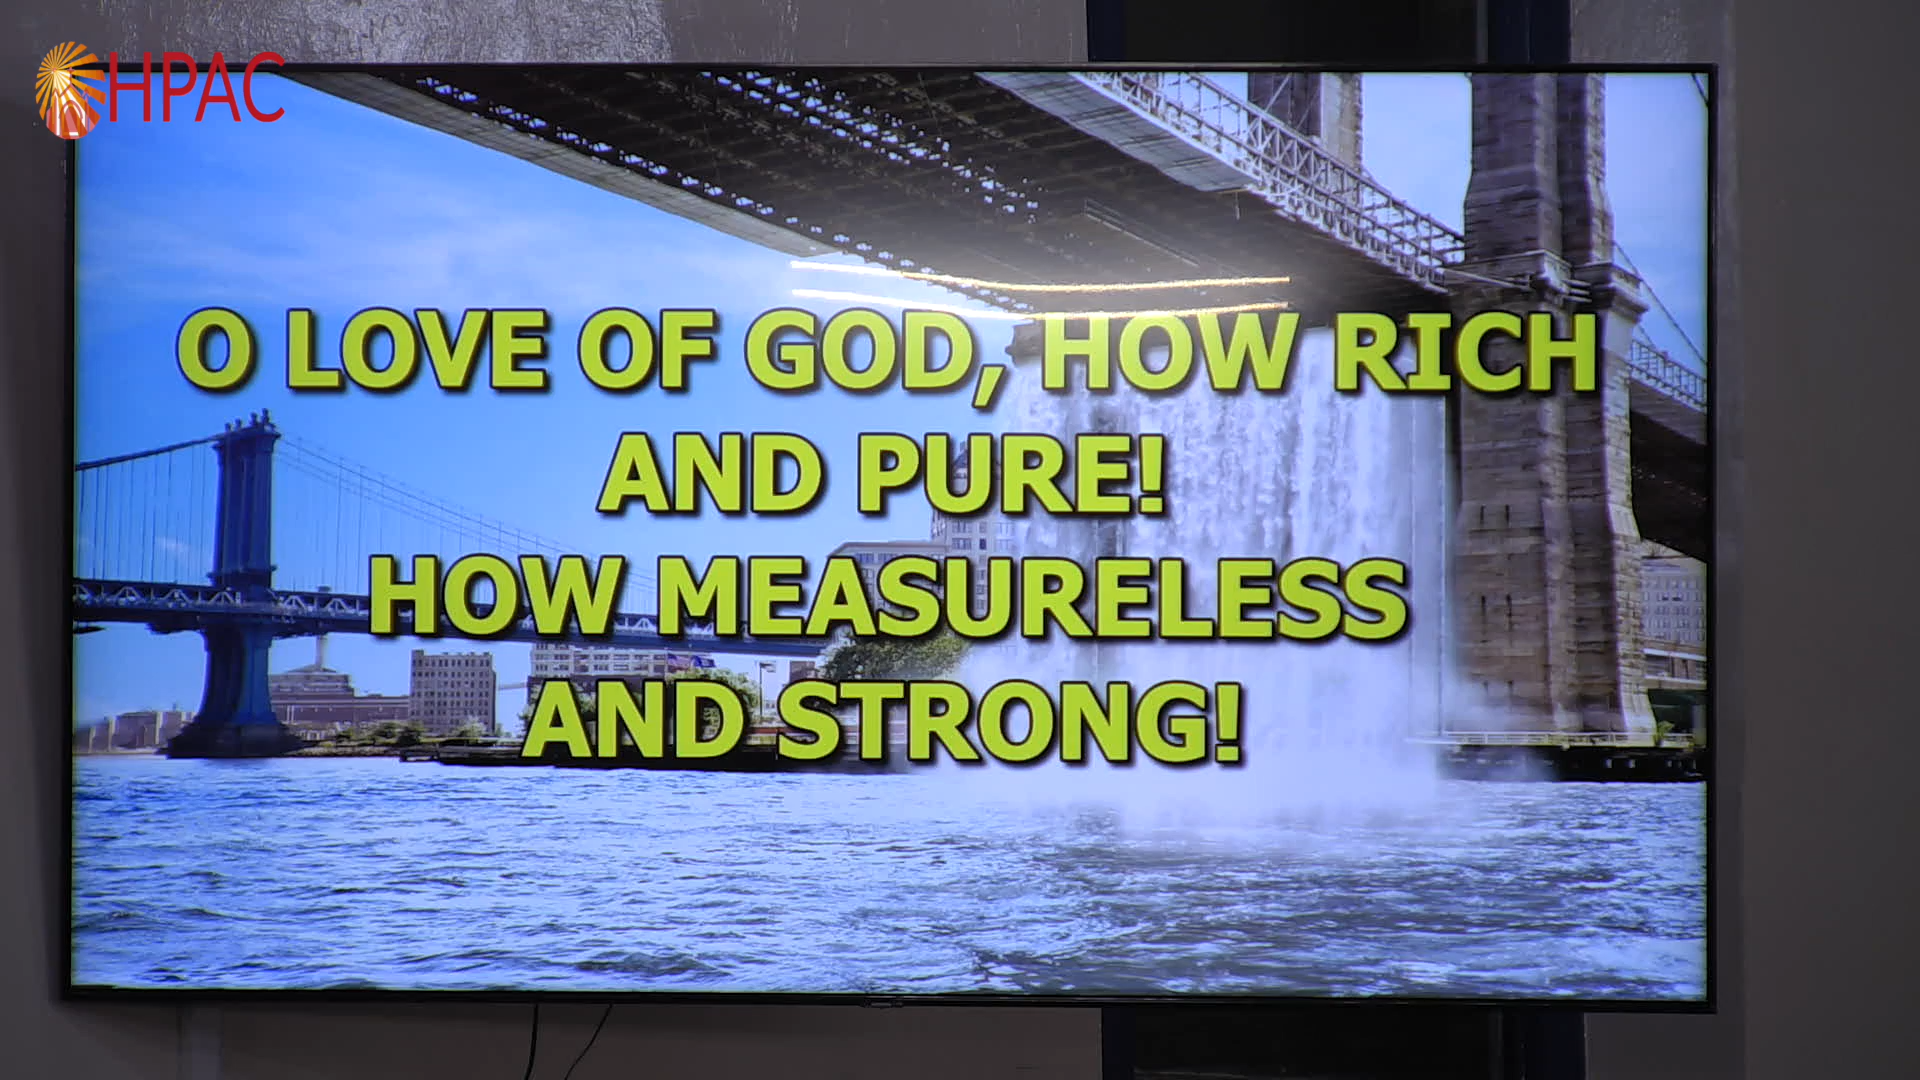 HPAC
O LOVE OF GOD, HOW RICH
AND PURE!
HOW MEASURELESS
AND STRONG!